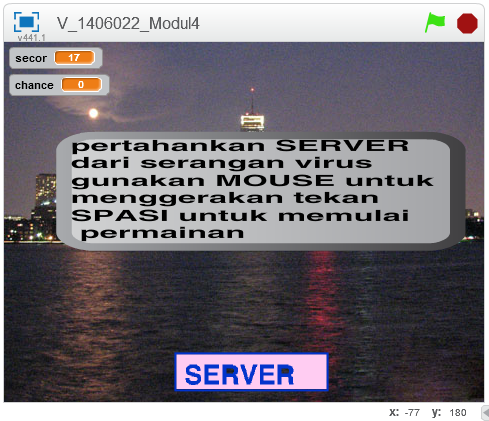 V_1406022_Modul4
v441.1
secor 17
chance 0
pertahankan SERVER
dari serangan virus
gunakan MOUSE untuk
menggerakan tekan
SPASI untuk memulai
permainan
SERVER
x: -77 y: 180